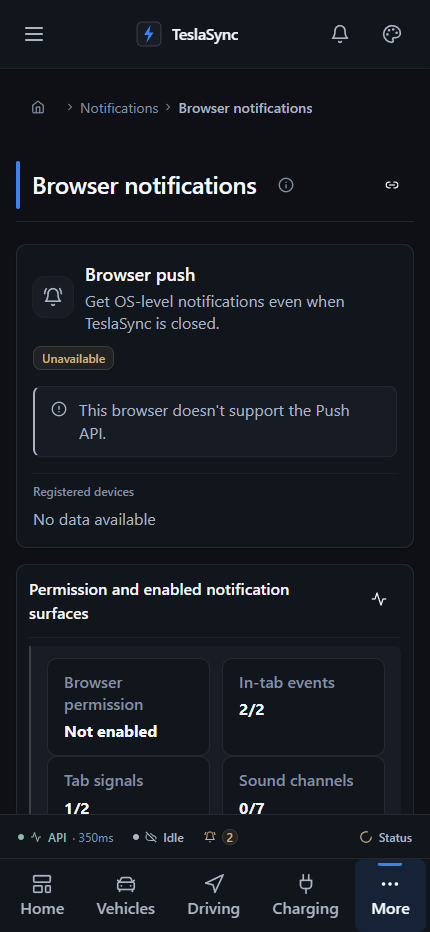 TeslaSync
Notifications
Browser notifications
Browser notifications
Browser push
Get OS-level notifications even when
TeslaSync is closed.
Unavailable
This browser doesn't support the Push
API.
Registered devices
No data available
Permission and enabled notification
surfaces
Browser
permission
Not enabled
In-tab events
2/2
Tab signals
1/2
Sound channels
0/7
API · 350ms
Idle
2
Status
Home
Vehicles
Driving
Charging
More